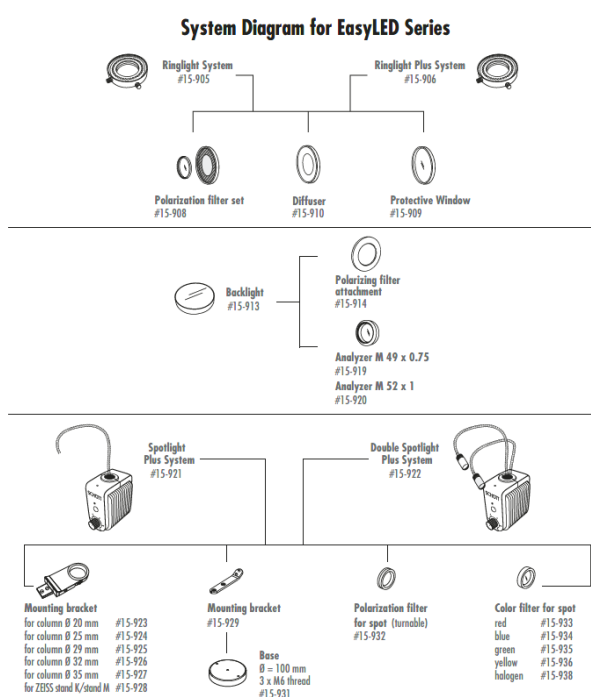 System Diagram for EasyLED Series
Ringlight System
#15-905
Ringlight Plus System
#15-906
Polarization filter set
#15-908
Diffuser
#15-910
Protective Window
#15-909
Backlight
#15-913
Polarizing filter
attachment
#15-914
Analyzer M 49 x 0.75
#15-919
Analyzer M 52 x 1
#15-920
Spotlight
Plus System
#15-921
Double Spotlight
Plus System
#15-922
SCHOTT
SCHOTT
Mounting bracket
for column Ø 20 mm #15-923
for column Ø 25 mm #15-924
for column Ø 29 mm #15-925
for column Ø 32 mm #15-926
for column Ø 35 mm #15-927
for ZEISS stand K/stand M #15-928
Mounting bracket
#15-929
Base
Ø = 100 mm
3 x M6 thread
#15-931
Polarization filter
for spot (turnable)
#15-932
Color filter for spot
red #15-933
blue #15-934
green #15-935
yellow #15-936
halogen #15-938